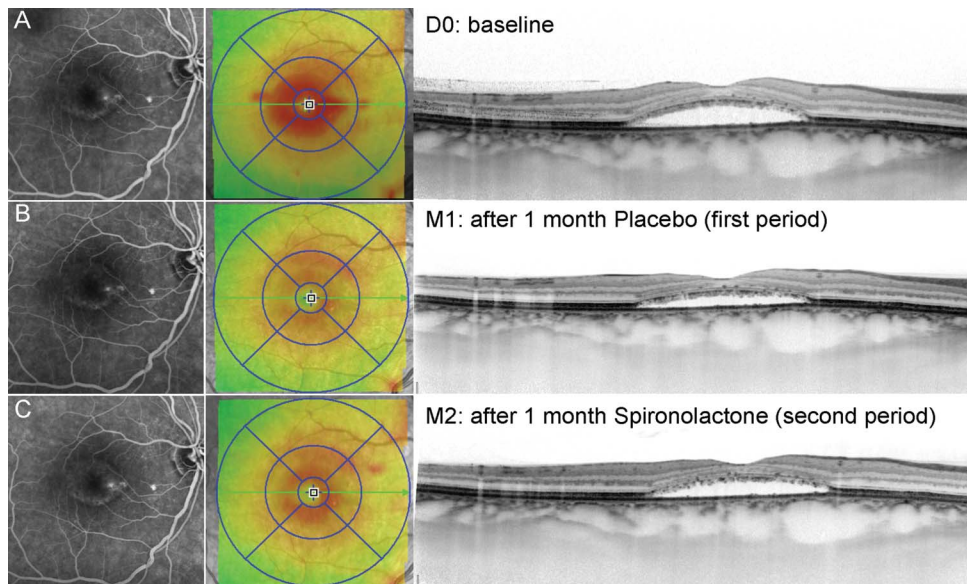 A
D0: baseline
B
M1: after 1 month Placebo (first period)
C
M2: after 1 month Spironolactone (second period)